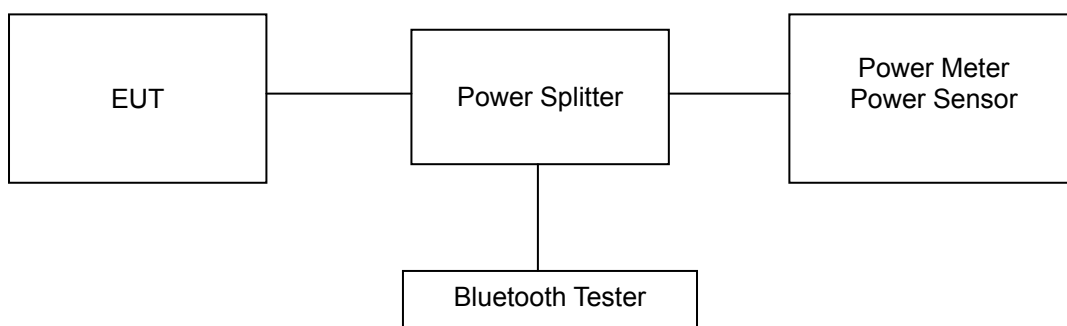 EUT
Power Splitter
Power Meter
Power Sensor
Bluetooth Tester